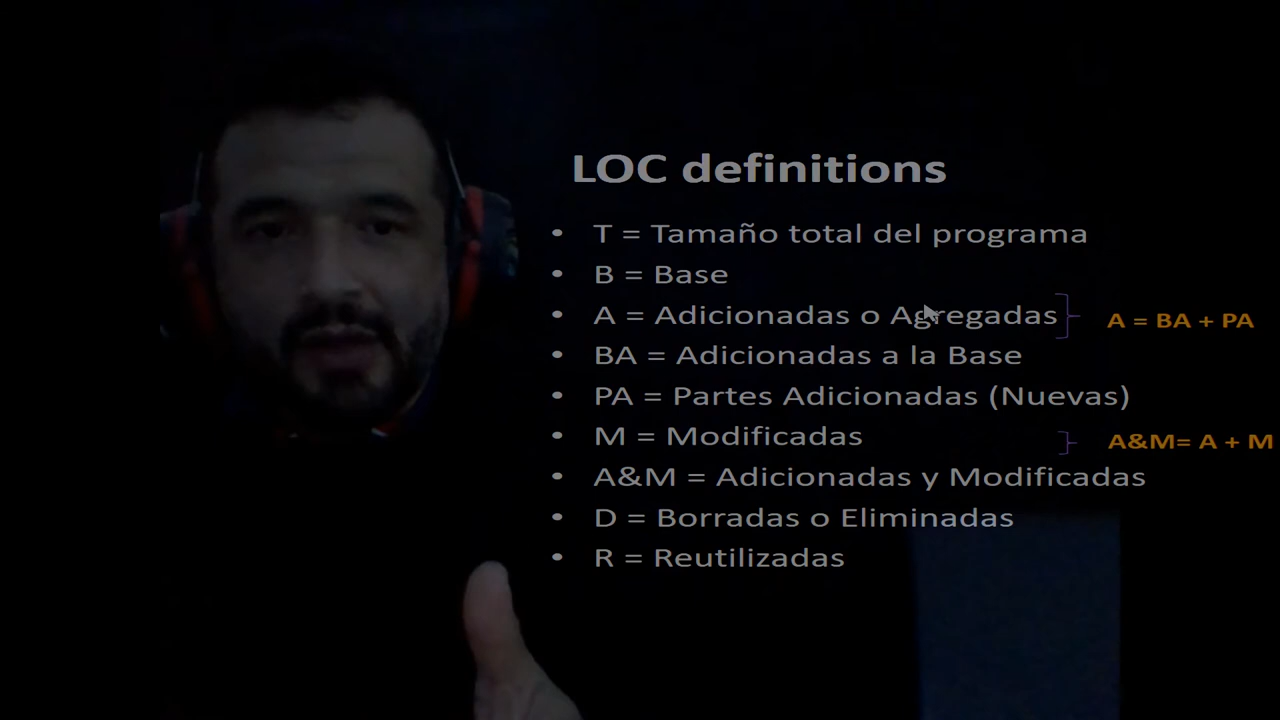 LOC definitions
• T = Tamaño total del programa
• B = Base
• A = Adicionadas o Agregadas
A = BA + PA
• BA = Adicionadas a la Base
• PA = Partes Adicionadas (Nuevas)
• M = Modificadas
A&M= A + M
• A&M = Adicionadas y Modificadas
• D = Borradas o Eliminadas
• R = Reutilizadas